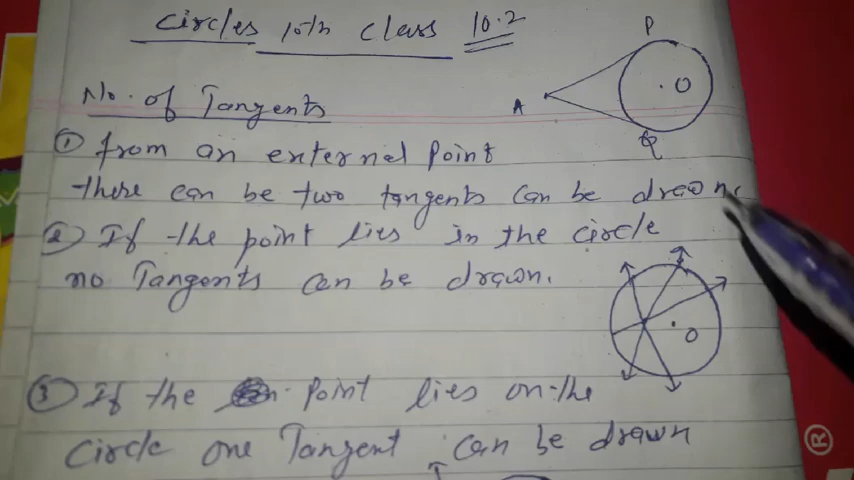 Circles 10th Class 10.2
P
A
O
Q
No. of Tangents
① from an external Point
there can be two tangents can be drawn.
② If the point lies in the circle
no Tangents can be drawn.
O
③ If the point lies on the
circle one Tangent can be drawn
®